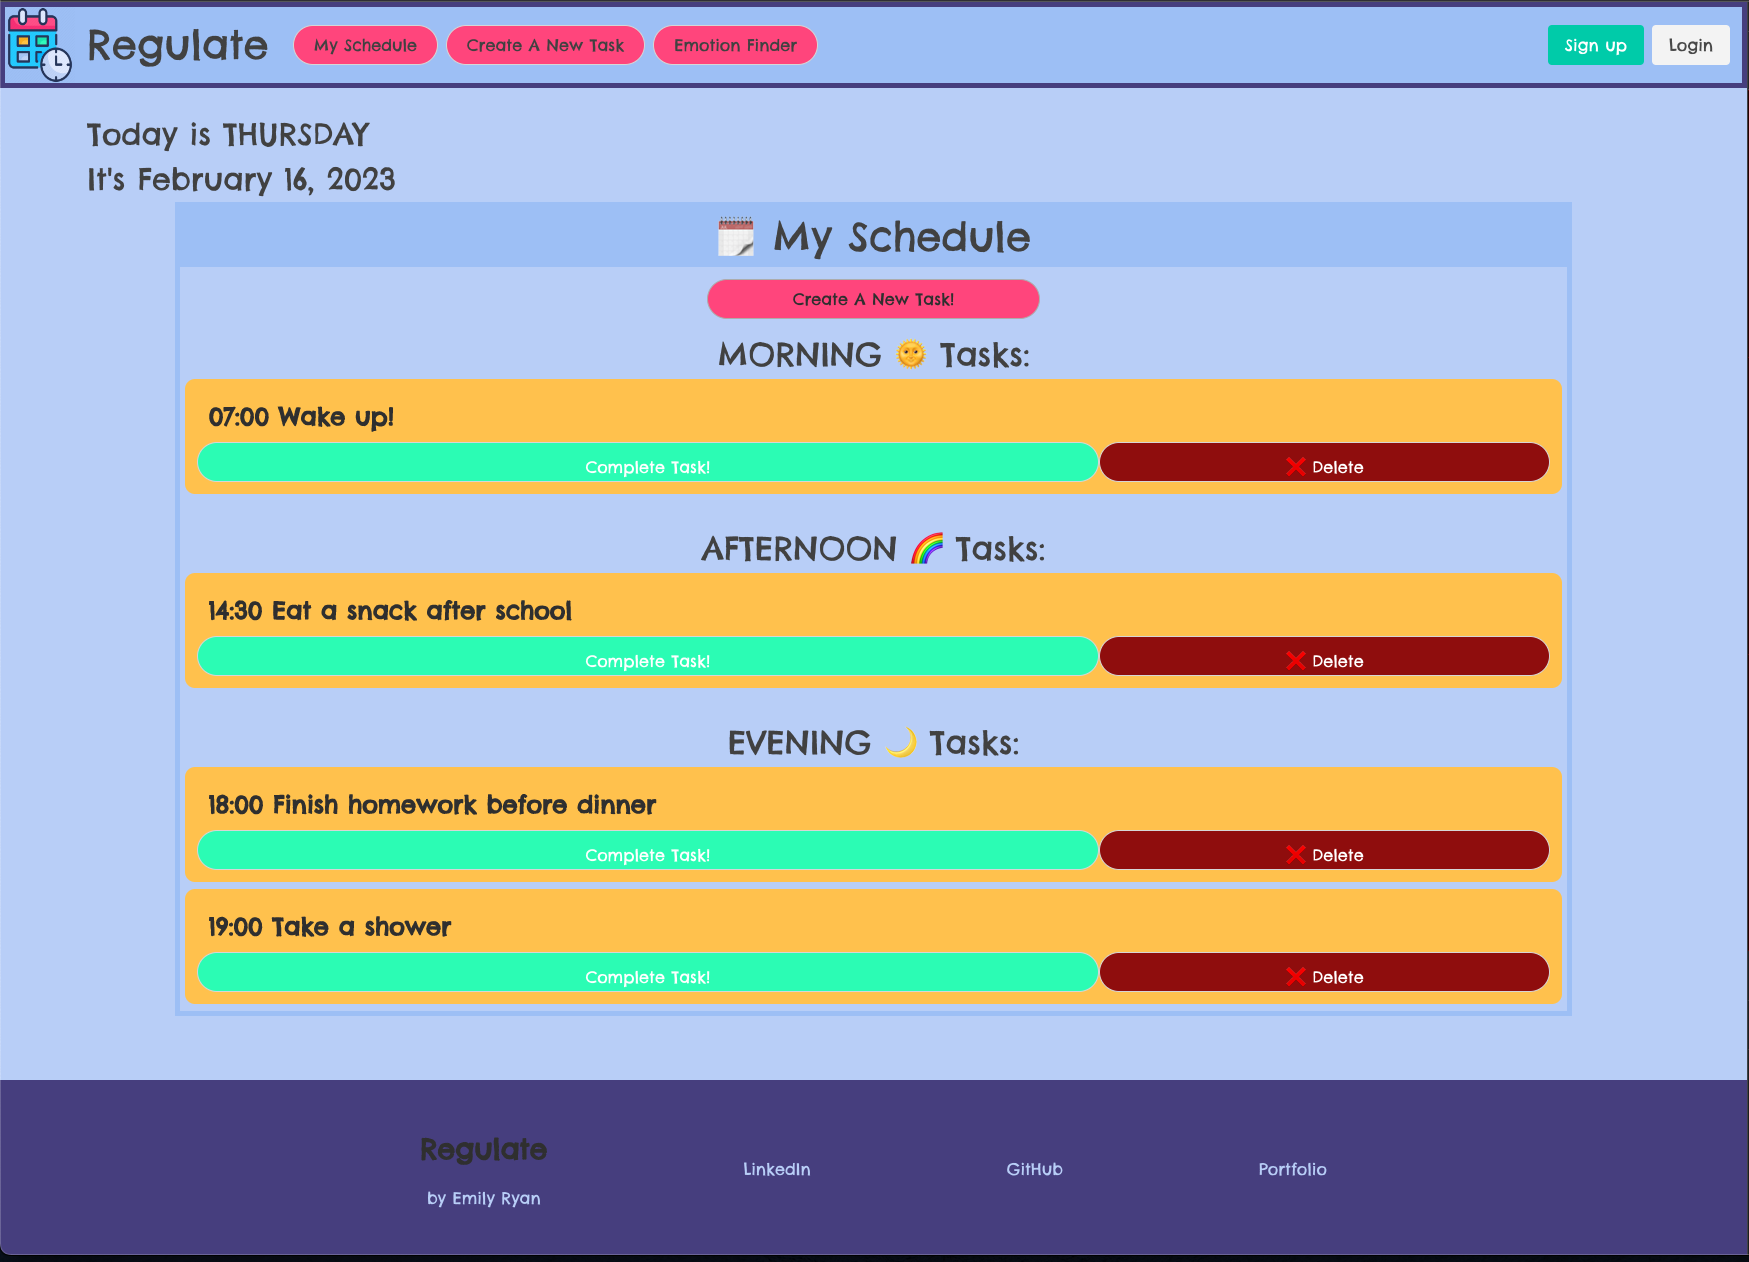 Regulate
My Schedule
Create A New Task
Emotion Finder
Sign up
Login
Today is THURSDAY
It's February 16, 2023
My Schedule
Create A New Task!
MORNING 🌞 Tasks:
07:00 Wake up!
Complete Task!
❌ Delete
AFTERNOON 🌈 Tasks:
14:30 Eat a snack after school
Complete Task!
❌ Delete
EVENING 🌙 Tasks:
18:00 Finish homework before dinner
Complete Task!
❌ Delete
19:00 Take a shower
Complete Task!
❌ Delete
Regulate
by Emily Ryan
LinkedIn
GitHub
Portfolio